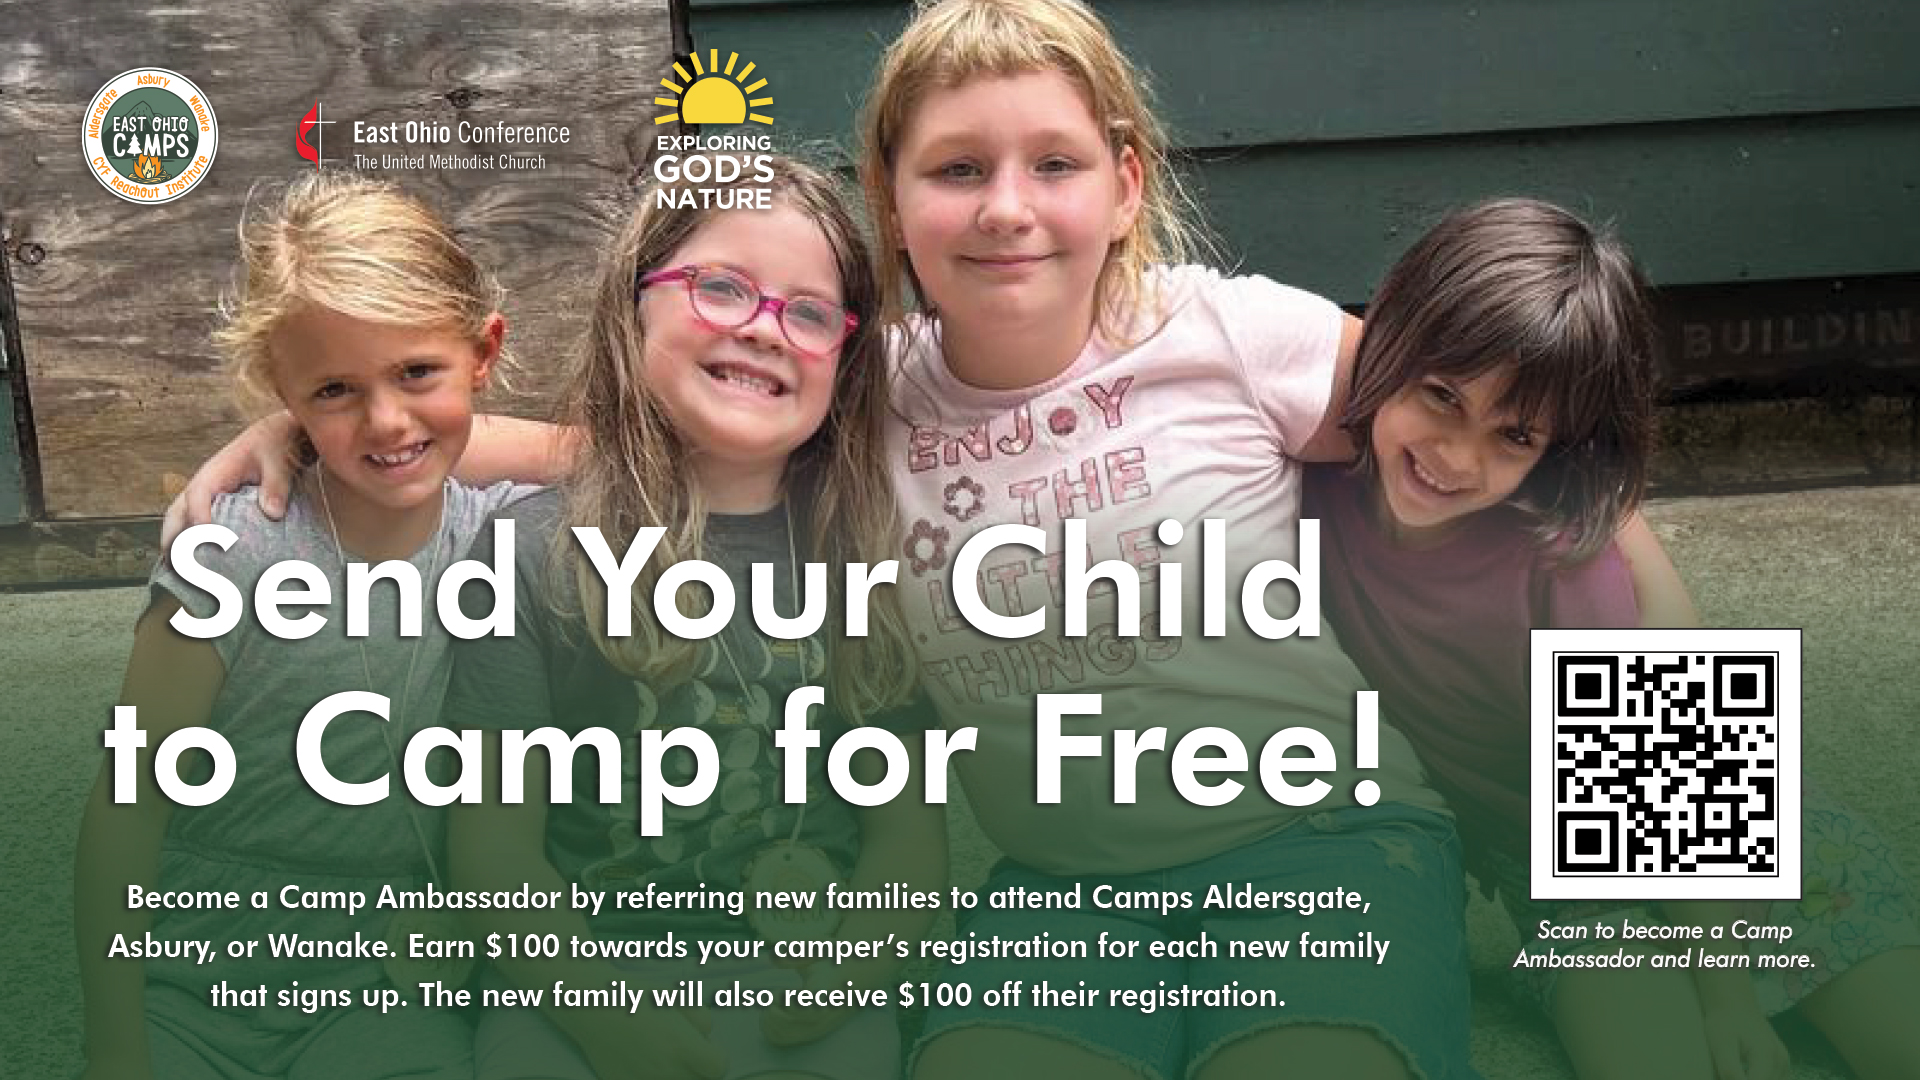 Asbury
Aldersgate
Wanake
EAST OHIO
CAMPS
CYF Reachout Institute
East Ohio Conference
The United Methodist Church
EXPLORING
GOD'S
NATURE
BUILDIN
ENJOY
THE
LITTLE
THINGS
Send Your Child
to Camp for Free!
Become a Camp Ambassador by referring new families to attend Camps Aldersgate,
Asbury, or Wanake. Earn $100 towards your camper’s registration for each new family
that signs up. The new family will also receive $100 off their registration.
Scan to become a Camp
Ambassador and learn more.